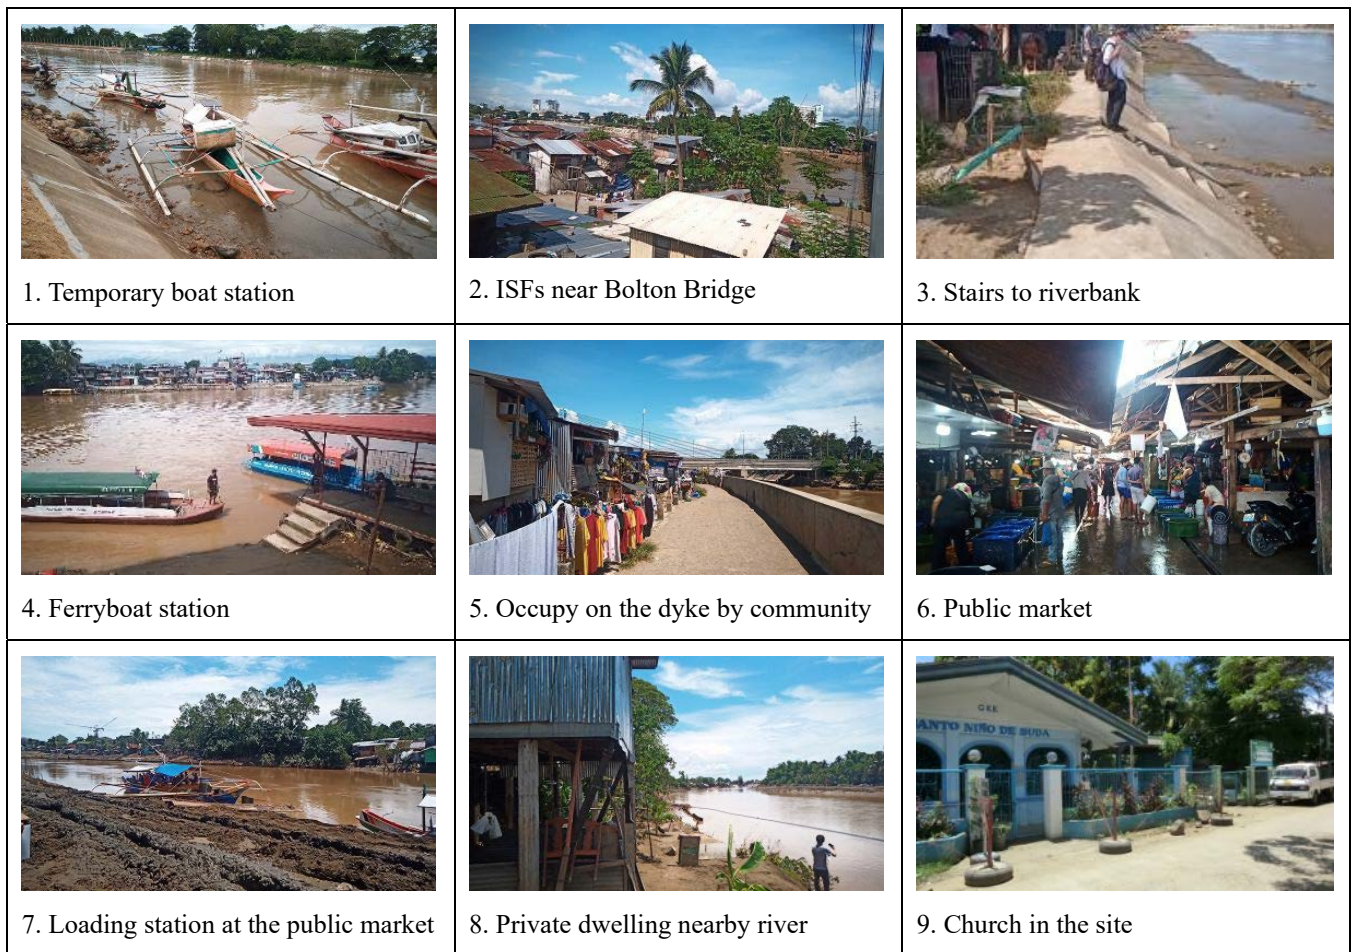 1. Temporary boat station
2. ISFs near Bolton Bridge
3. Stairs to riverbank
4. Ferryboat station
5. Occupy on the dyke by community
6. Public market
GKK
SANTO NIÑO DE BUDA
7. Loading station at the public market
8. Private dwelling nearby river
9. Church in the site